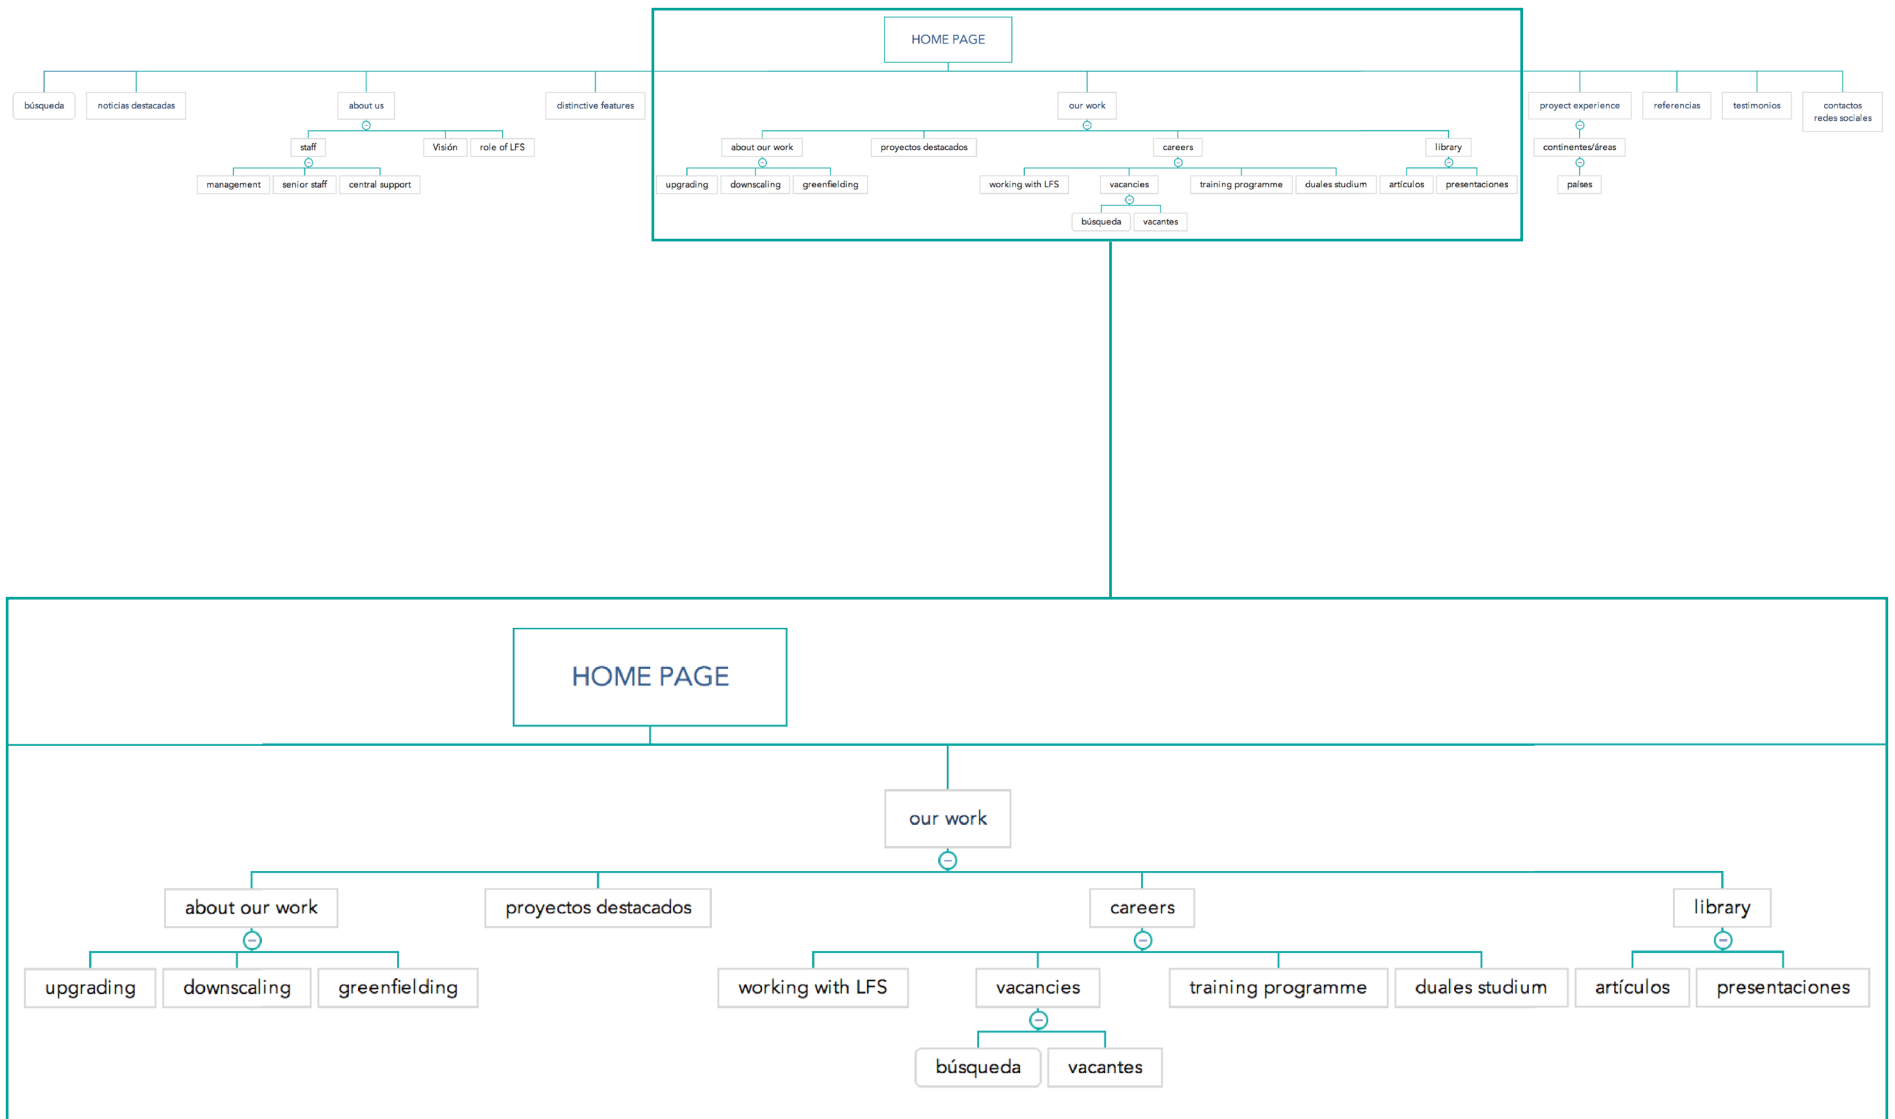 HOME PAGE
búsqueda
noticias destacadas
about us
distinctive features
our work
proyect experience
referencias
testimonios
contactos
redes sociales
staff
Visión
role of LFS
about our work
proyectos destacados
careers
library
continentes/áreas
management
senior staff
central support
upgrading
downscaling
greenfielding
working with LFS
vacancies
training programme
duales studium
artículos
presentaciones
países
búsqueda
vacantes
HOME PAGE
our work
about our work
proyectos destacados
careers
library
upgrading
downscaling
greenfielding
working with LFS
vacancies
training programme
duales studium
artículos
presentaciones
búsqueda
vacantes